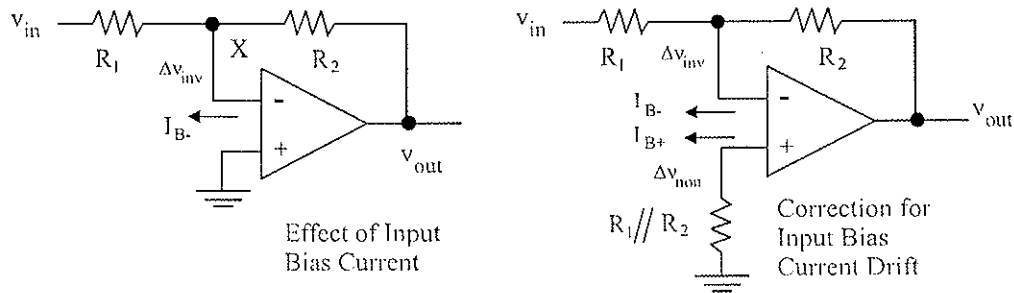 v_in
R_1
X
R_2
Δv_inv
-
I_B-
+
v_out
Effect of Input
Bias Current
v_in
R_1
R_2
Δv_inv
-
I_B-
I_B+
+
v_out
Δv_non
R_1// R_2
Correction for
Input Bias
Current Drift